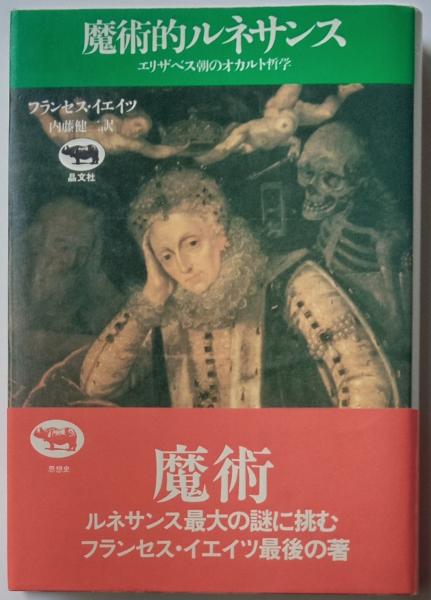 魔術的ルネサンス
エリザベス朝のオカルト哲学
フランセス・イエイツ
内藤健二訳
晶文社
思想史
魔術
ルネサンス最大の謎に挑む
フランセス・イエイツ最後の著